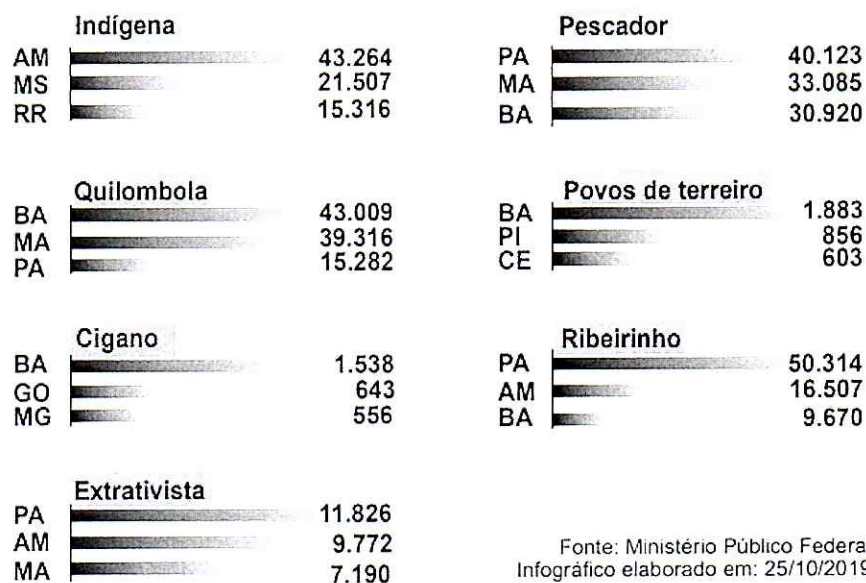 Indígena
AM 43.264
MS 21.507
RR 15.316
Quilombola
BA 43.009
MA 39.316
PA 15.282
Cigano
BA 1.538
GO 643
MG 556
Extrativista
PA 11.826
AM 9.772
MA 7.190
Pescador
PA 40.123
MA 33.085
BA 30.920
Povos de terreiro
BA 1.883
PI 856
CE 603
Ribeirinho
PA 50.314
AM 16.507
BA 9.670
Fonte: Ministério Público Federa
Infográfico elaborado em: 25/10/2019